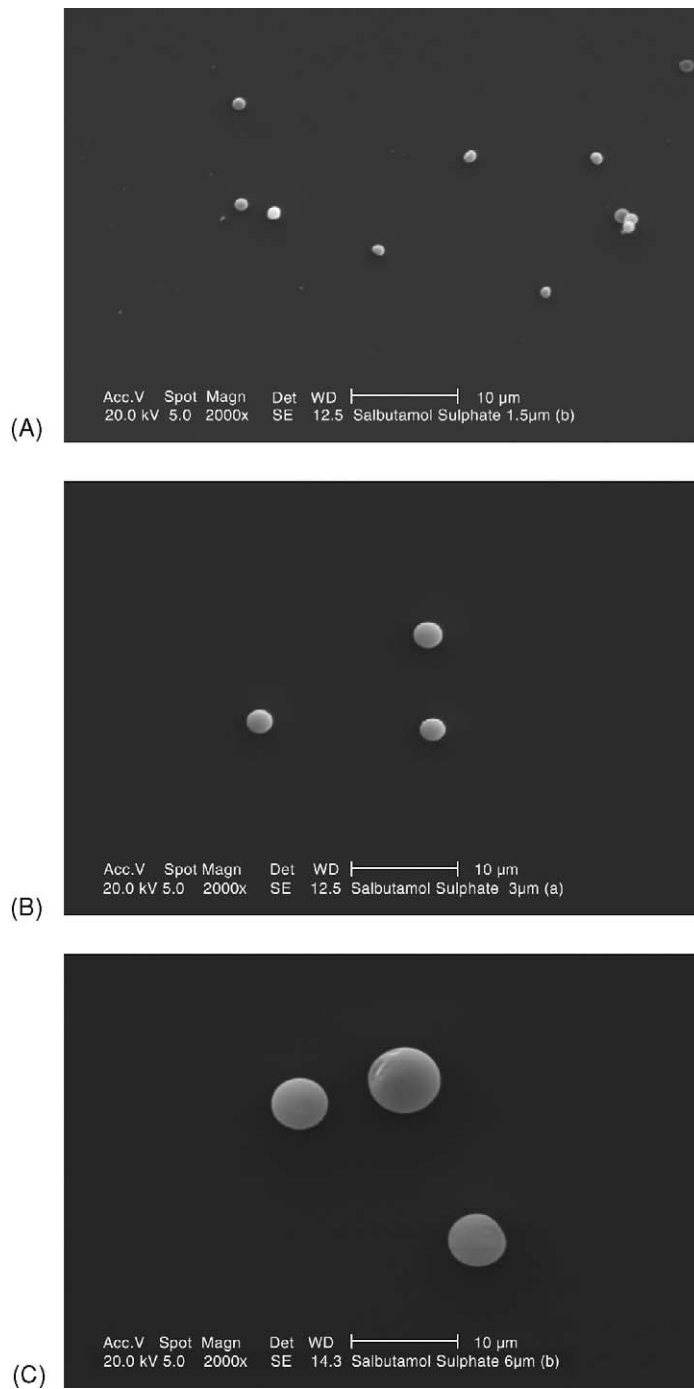 Acc.V Spot Magn Det WD 10 µm
20.0 kV 5.0 2000x SE 12.5 Salbutamol Sulphate 1.5µm (b)
(A)
Acc.V Spot Magn Det WD 10 µm
20.0 kV 5.0 2000x SE 12.5 Salbutamol Sulphate 3µm (a)
(B)
Acc.V Spot Magn Det WD 10 µm
20.0 kV 5.0 2000x SE 14.3 Salbutamol Sulphate 6µm (b)
(C)